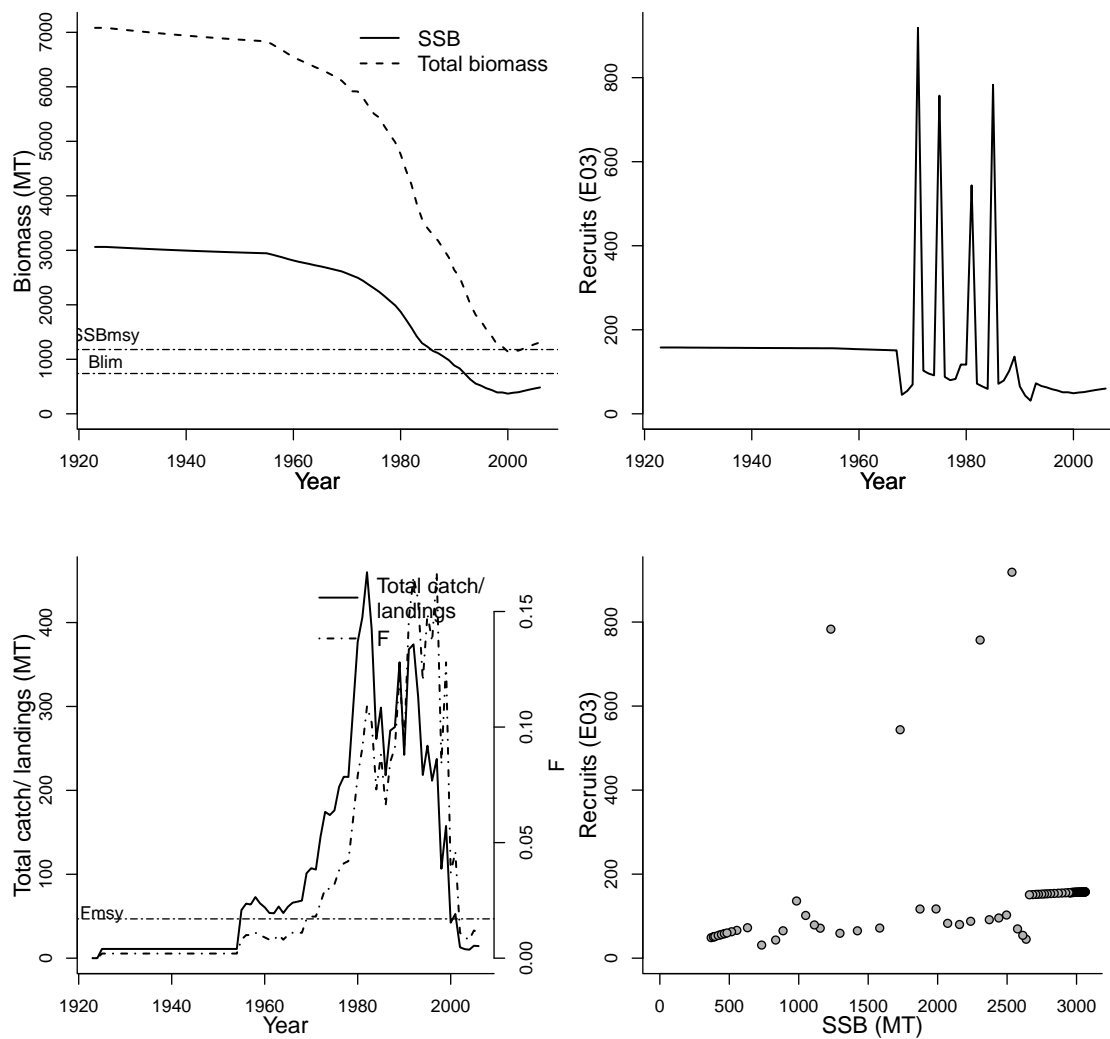 SSB
Total biomass
Biomass (MT)
7000
6000
5000
4000
3000
2000
1000
0
SSBmsy
Blim
1920
1940
1960
1980
2000
Year
Recruits (E03)
800
600
400
200
0
1920
1940
1960
1980
2000
Year
Total catch/
landings
F
Total catch/ landings (MT)
400
300
200
100
0
Emsy
0.15
0.10
0.05
0.00
F
1920
1940
1960
1980
2000
Year
Recruits (E03)
800
600
400
200
0
0
500
1000
1500
2000
2500
3000
SSB (MT)